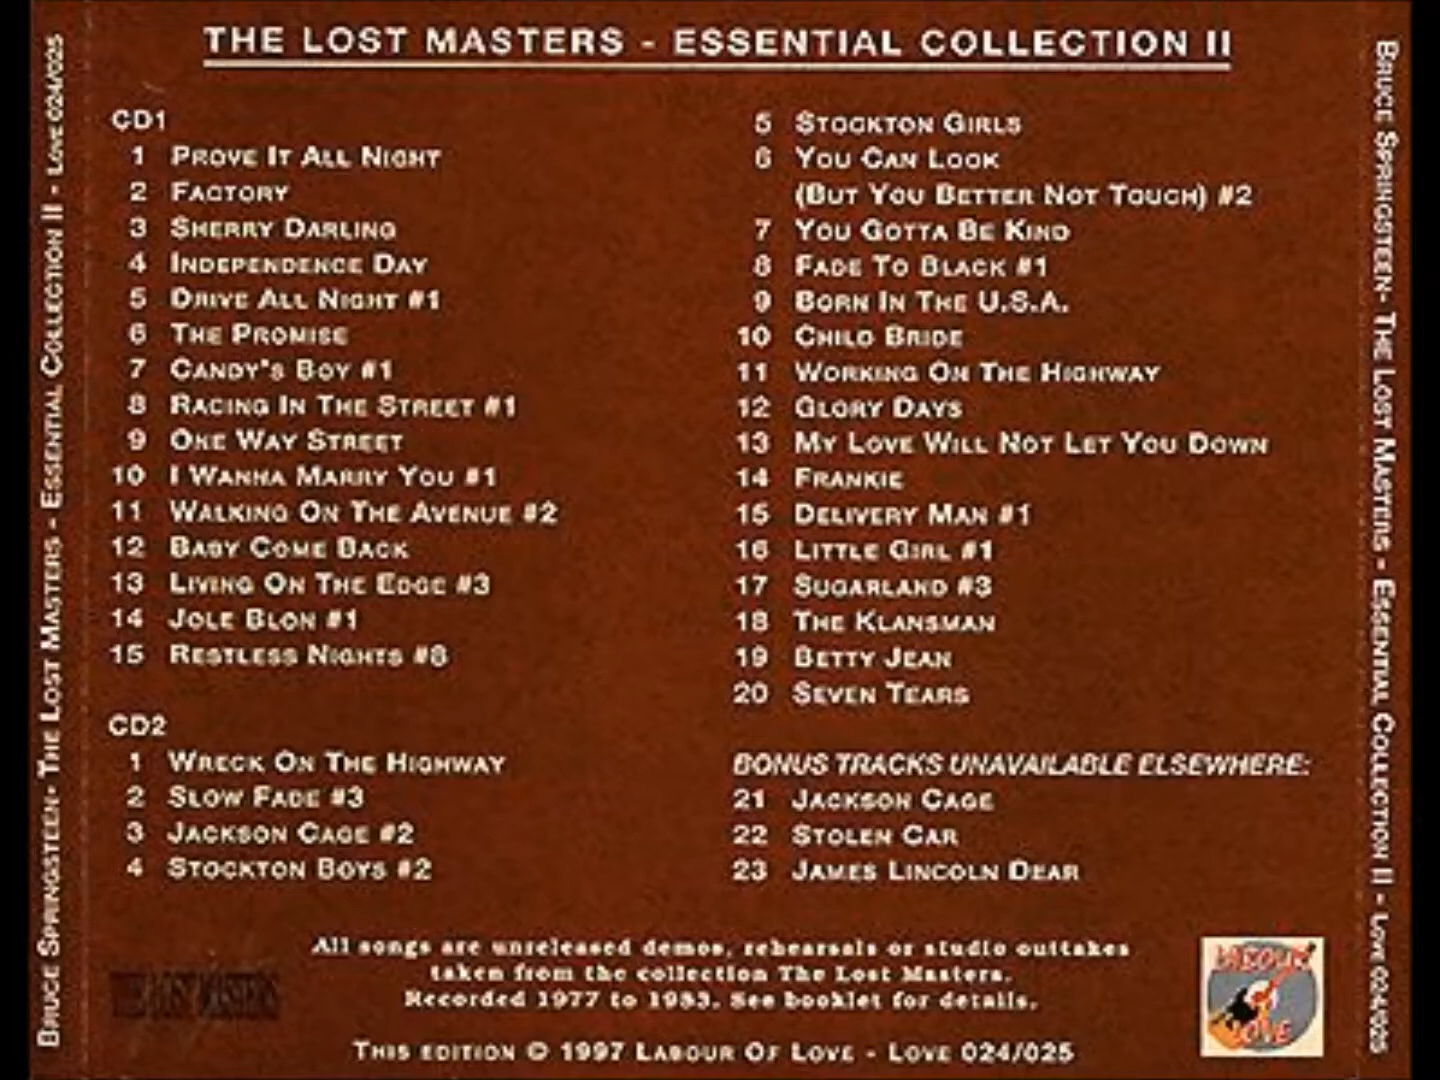 THE LOST MASTERS - ESSENTIAL COLLECTION II
CD1
1 PROVE IT ALL NIGHT
2 FACTORY
3 SHERRY DARLING
4 INDEPENDENCE DAY
5 DRIVE ALL NIGHT #1
6 THE PROMISE
7 CANDY'S BOY #1
8 RACING IN THE STREET #1
9 ONE WAY STREET
10 I WANNA MARRY YOU #1
11 WALKING ON THE AVENUE #2
12 BABY COME BACK
13 LIVING ON THE EDGE #3
14 JOLE BLON #1
15 RESTLESS NIGHTS #8
CD2
1 WRECK ON THE HIGHWAY
2 SLOW FADE #3
3 JACKSON CAGE #2
4 STOCKTON BOYS #2
5 STOCKTON GIRLS
6 YOU CAN LOOK
(BUT YOU BETTER NOT TOUCH) #2
7 YOU GOTTA BE KIND
8 FADE TO BLACK #1
9 BORN IN THE U.S.A.
10 CHILD BRIDE
11 WORKING ON THE HIGHWAY
12 GLORY DAYS
13 MY LOVE WILL NOT LET YOU DOWN
14 FRANKIE
15 DELIVERY MAN #1
16 LITTLE GIRL #1
17 SUGARLAND #3
18 THE KLANSMAN
19 BETTY JEAN
20 SEVEN TEARS
BONUS TRACKS UNAVAILABLE ELSEWHERE:
21 JACKSON CAGE
22 STOLEN CAR
23 JAMES LINCOLN DEAR
All songs are unreleased demos, rehearsals or studio outtakes
taken from the collection The Lost Masters.
Recorded 1977 to 1983. See booklet for details.
THIS EDITION © 1997 LABOUR OF LOVE - LOVE 024/025
THE LOST MASTERS
LABOUR
OF LOVE
BRUCE SPRINGSTEEN- THE LOST MASTERS - ESSENTIAL COLLECTION II - LOVE 024/025
BRUCE SPRINGSTEEN- THE LOST MASTERS - ESSENTIAL COLLECTION II - LOVE 024/025